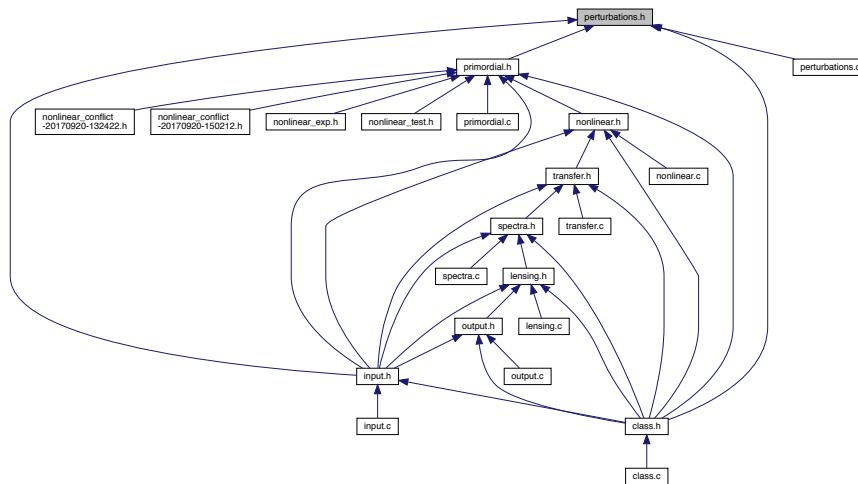 perturbations.h
primordial.h
perturbations.c
nonlinear_conflict
-20170920-132422.h
nonlinear_conflict
-20170920-150212.h
nonlinear_exp.h
nonlinear_test.h
primordial.c
nonlinear.h
transfer.h
nonlinear.c
spectra.h
transfer.c
spectra.c
lensing.h
output.h
lensing.c
input.h
output.c
input.c
class.h
class.c